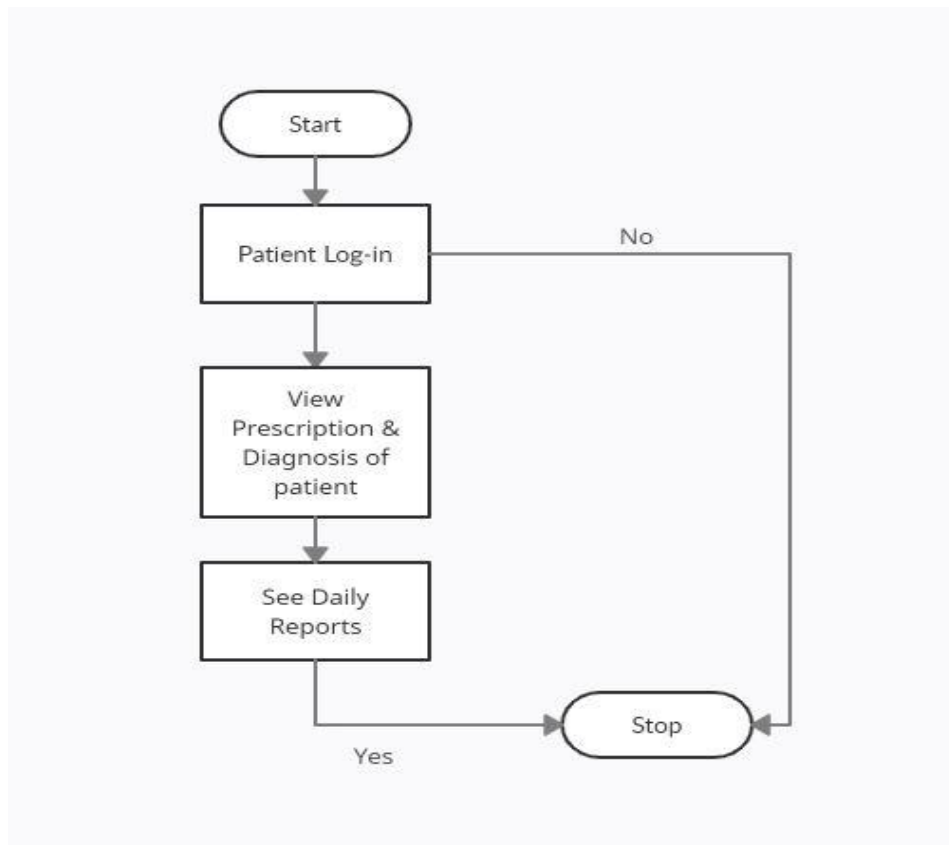 Start
Patient Log-in
No
View
Prescription &
Diagnosis of
patient
See Daily
Reports
Stop
Yes